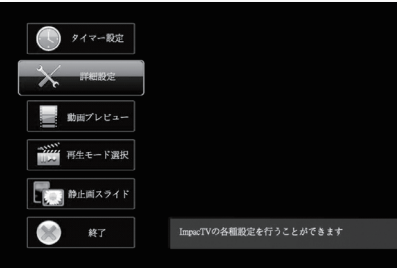 タイマー設定
詳細設定
動画プレビュー
再生モード選択
静止画スライド
終了
ImpacTVの各種設定を行うことができます